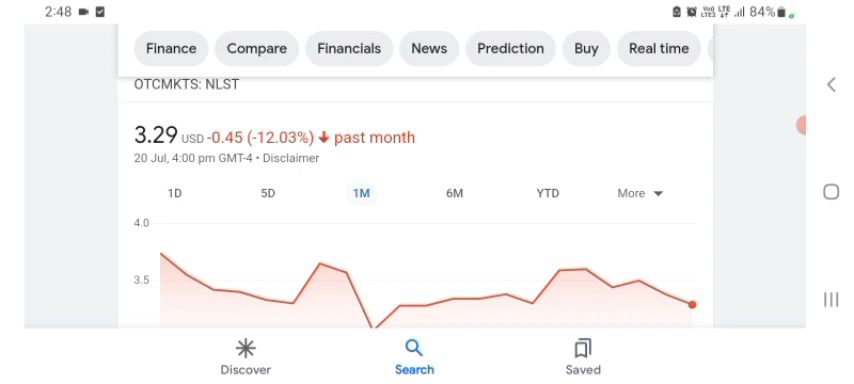 2:48 84%
Finance Compare Financials News Prediction Buy Real time
OTCMKTS: NLST
3.29 USD -0.45 (-12.03%) past month
20 Jul, 4:00 pm GMT-4 • Disclaimer
1D 5D 1M 6M YTD More
4.0
3.5
Discover Search Saved